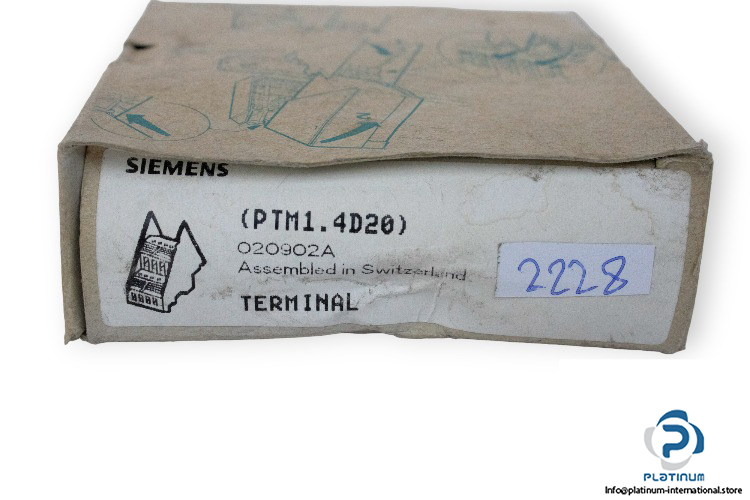 SIEMENS
(PTM1.4D20)
020902A
Assembled in Switzerland
TERMINAL
2228
PLATINUM
Info@platinum-international.store